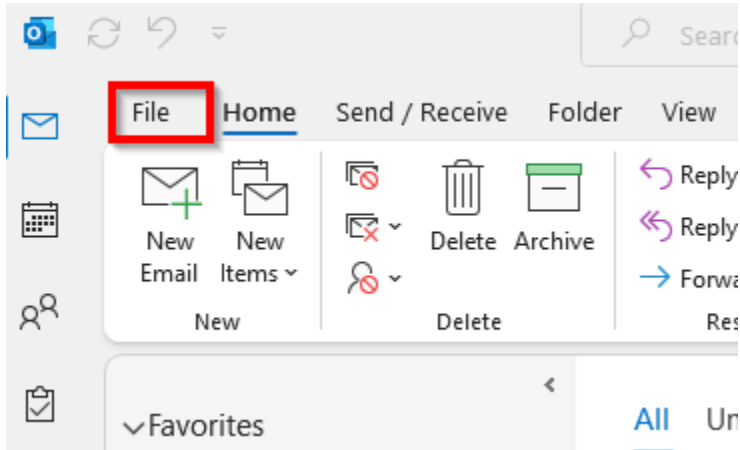 Sear
File Home Send / Receive Folder View
New Email
New Items
Delete
Archive
Reply
Reply
Forwa
New
Delete
Res
Favorites
All Un